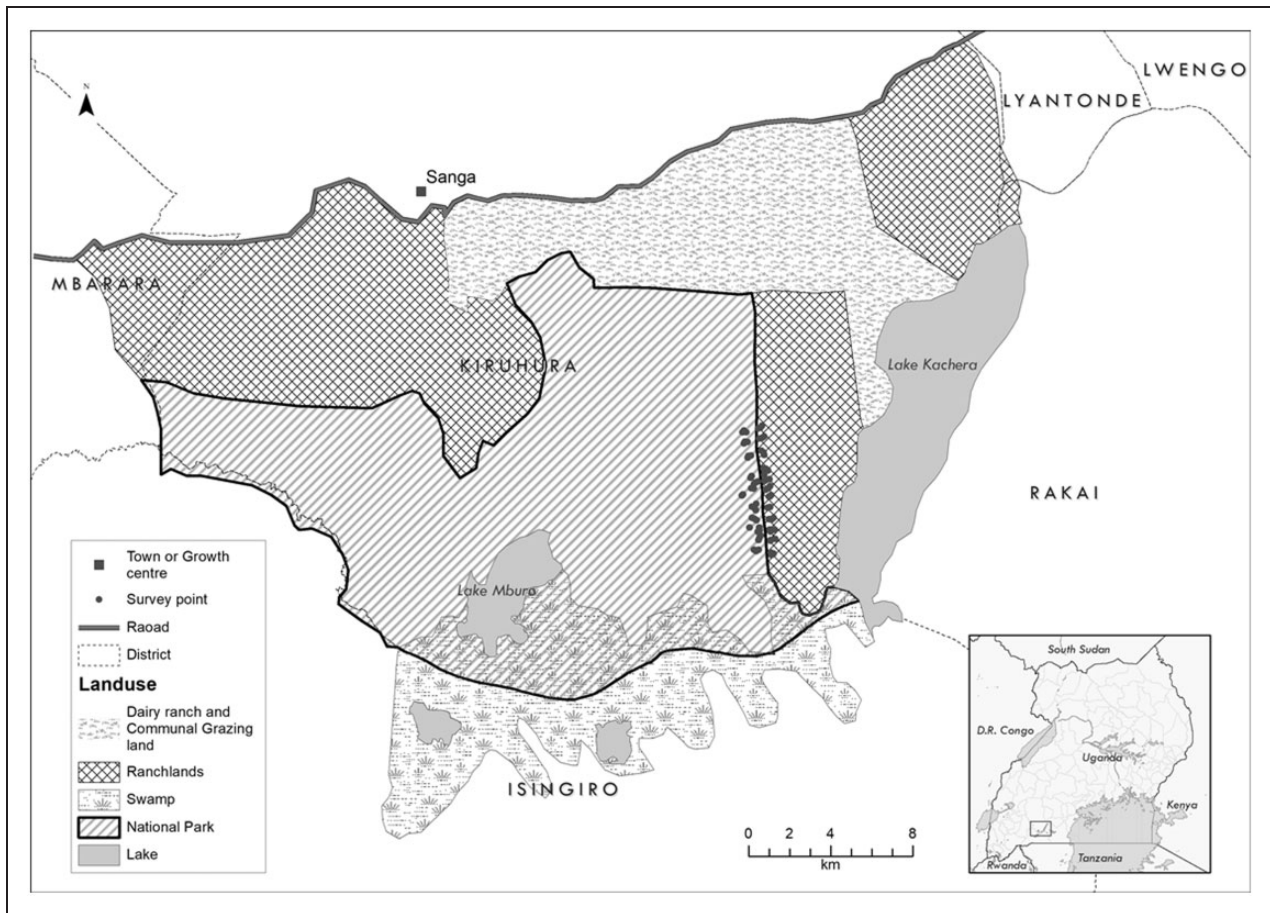 N
LWENGO
LYANTONDE
Sanga
MBARARA
KIRUHURA
Lake Kachera
RAKAI
Lake Mburo
ISINGIRO
Town or Growth
centre
Survey point
Raoad
District
Landuse
Dairy ranch and
Communal Grazing
land
Ranchlands
Swamp
National Park
Lake
0 2 4 8
km
South Sudan
D.R. Congo
Uganda
Kenya
Rwanda
Tanzania